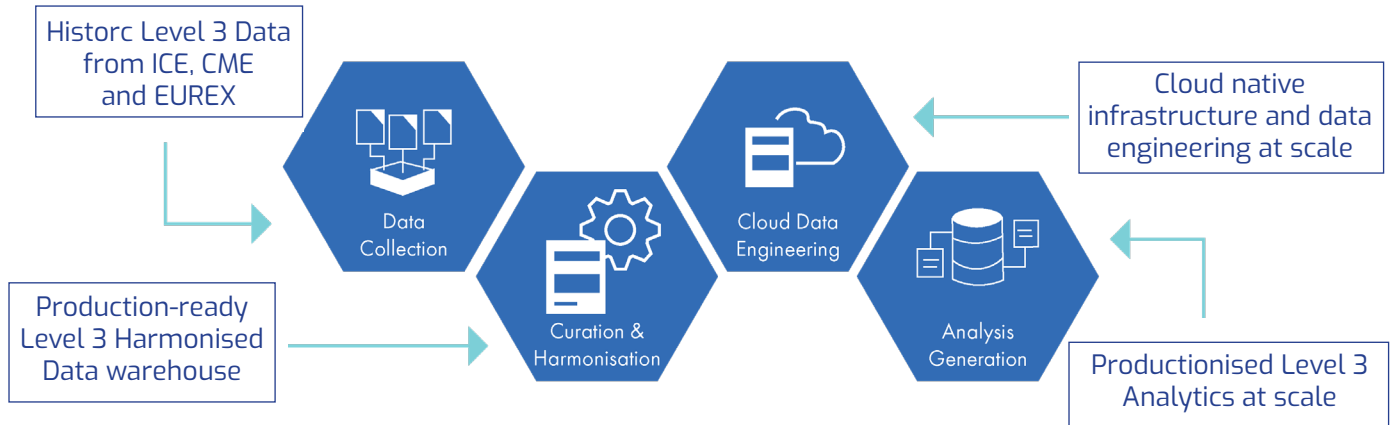 Historc Level 3 Data
from ICE, CME
and EUREX
Data
Collection
Production-ready
Level 3 Harmonised
Data warehouse
Curation &
Harmonisation
Cloud native
infrastructure and data
engineering at scale
Cloud Data
Engineering
Analysis
Generation
Productionised Level 3
Analytics at scale